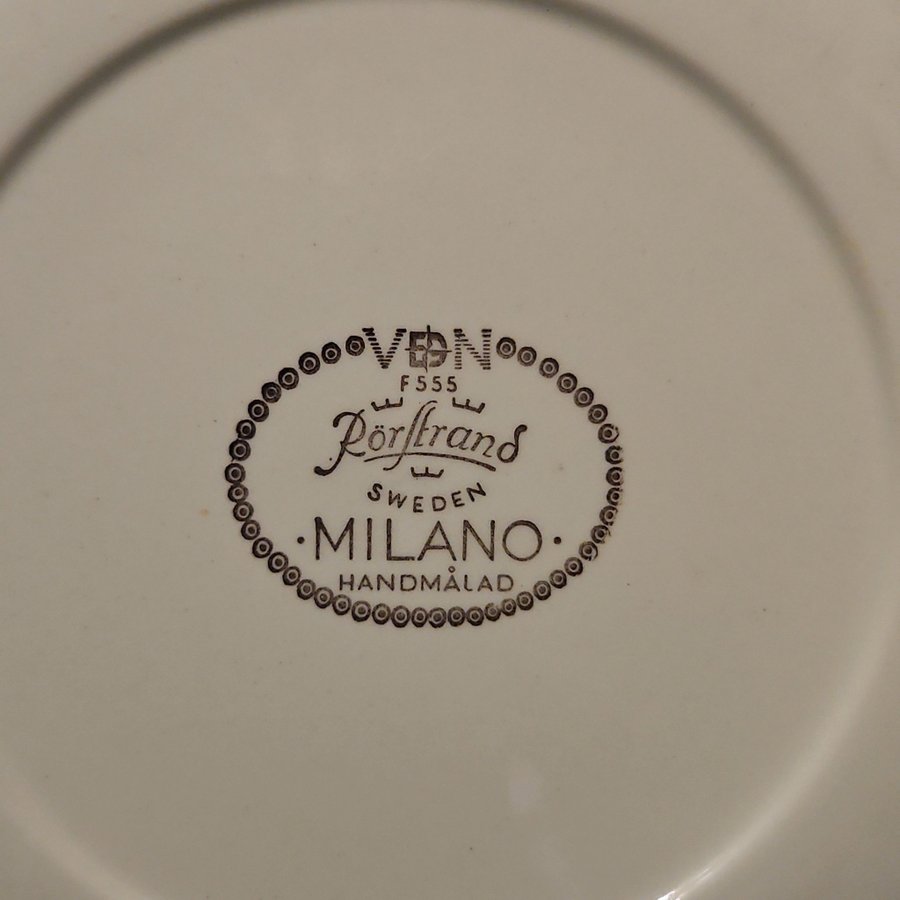 VDN
F555
Rörstrand
SWEDEN
·MILANO·
HANDMÅLAD